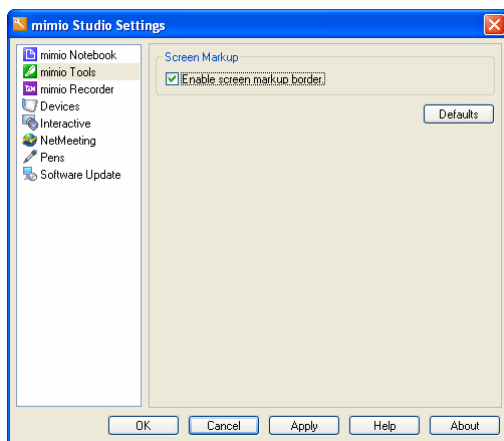 mimio Studio Settings
mimio Notebook
mimio Tools
mimio Recorder
Devices
Interactive
NetMeeting
Pens
Software Update
Screen Markup
Enable screen markup border.
Defaults
OK
Cancel
Apply
Help
About